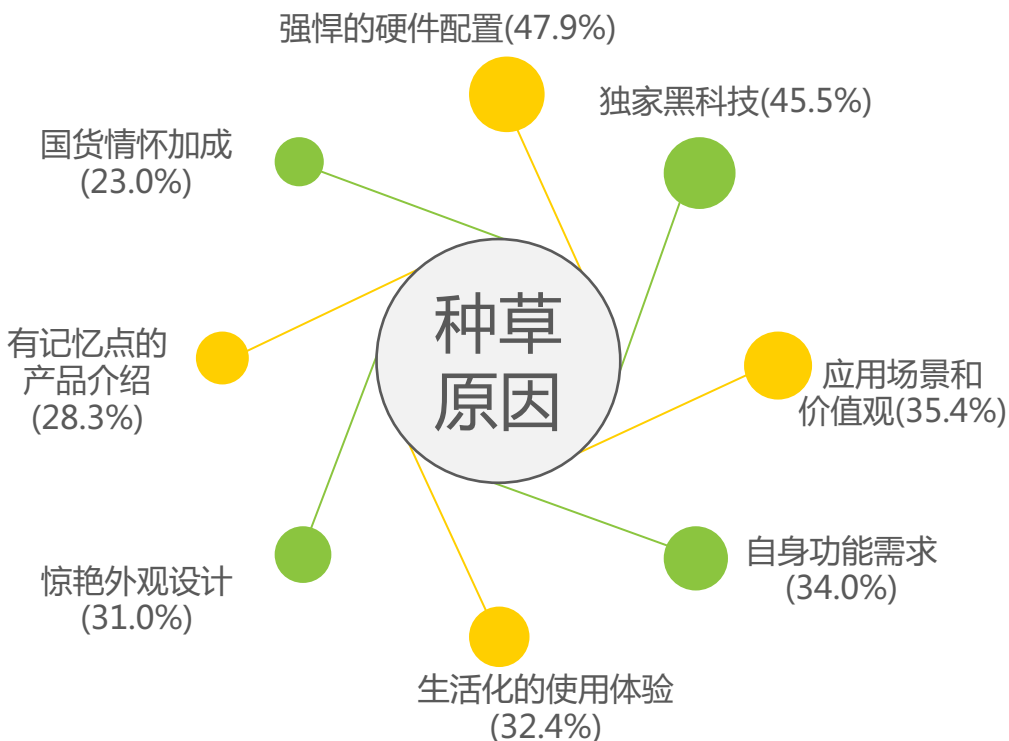 强悍的硬件配置(47.9%)
独家黑科技(45.5%)
国货情怀加成
(23.0%)
种草
原因
有记忆点的
产品介绍
(28.3%)
应用场景和
价值观(35.4%)
惊艳外观设计
(31.0%)
自身功能需求
(34.0%)
生活化的使用体验
(32.4%)